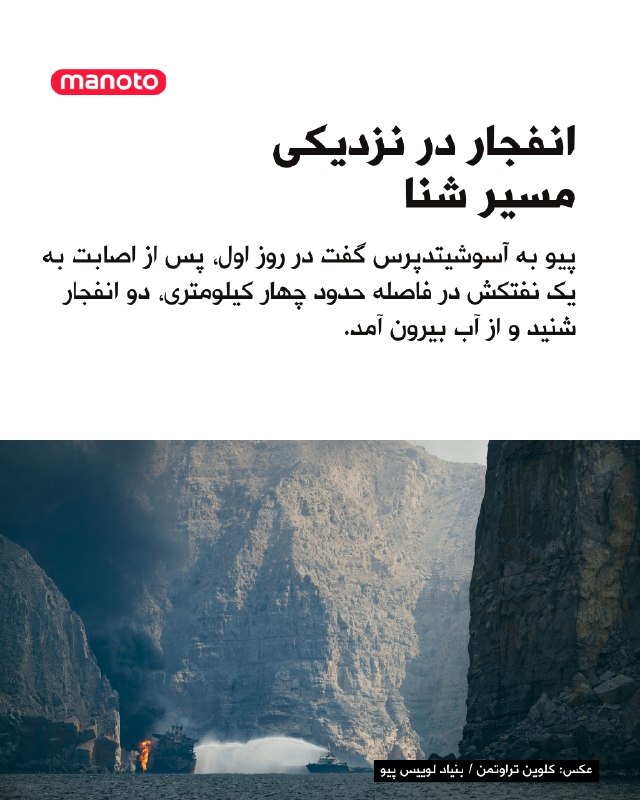 manoto
انفجار در نزدیکی
مسیر شنا
پیو به آسوشیتدپرس گفت در روز اول، پس از اصابت به
یک نفتکش در فاصله حدود چهار کیلومتری، دو انفجار
شنید و از آب بیرون آمد.
عکس: کلوین تراوتمن / بنیاد لوییس پیو